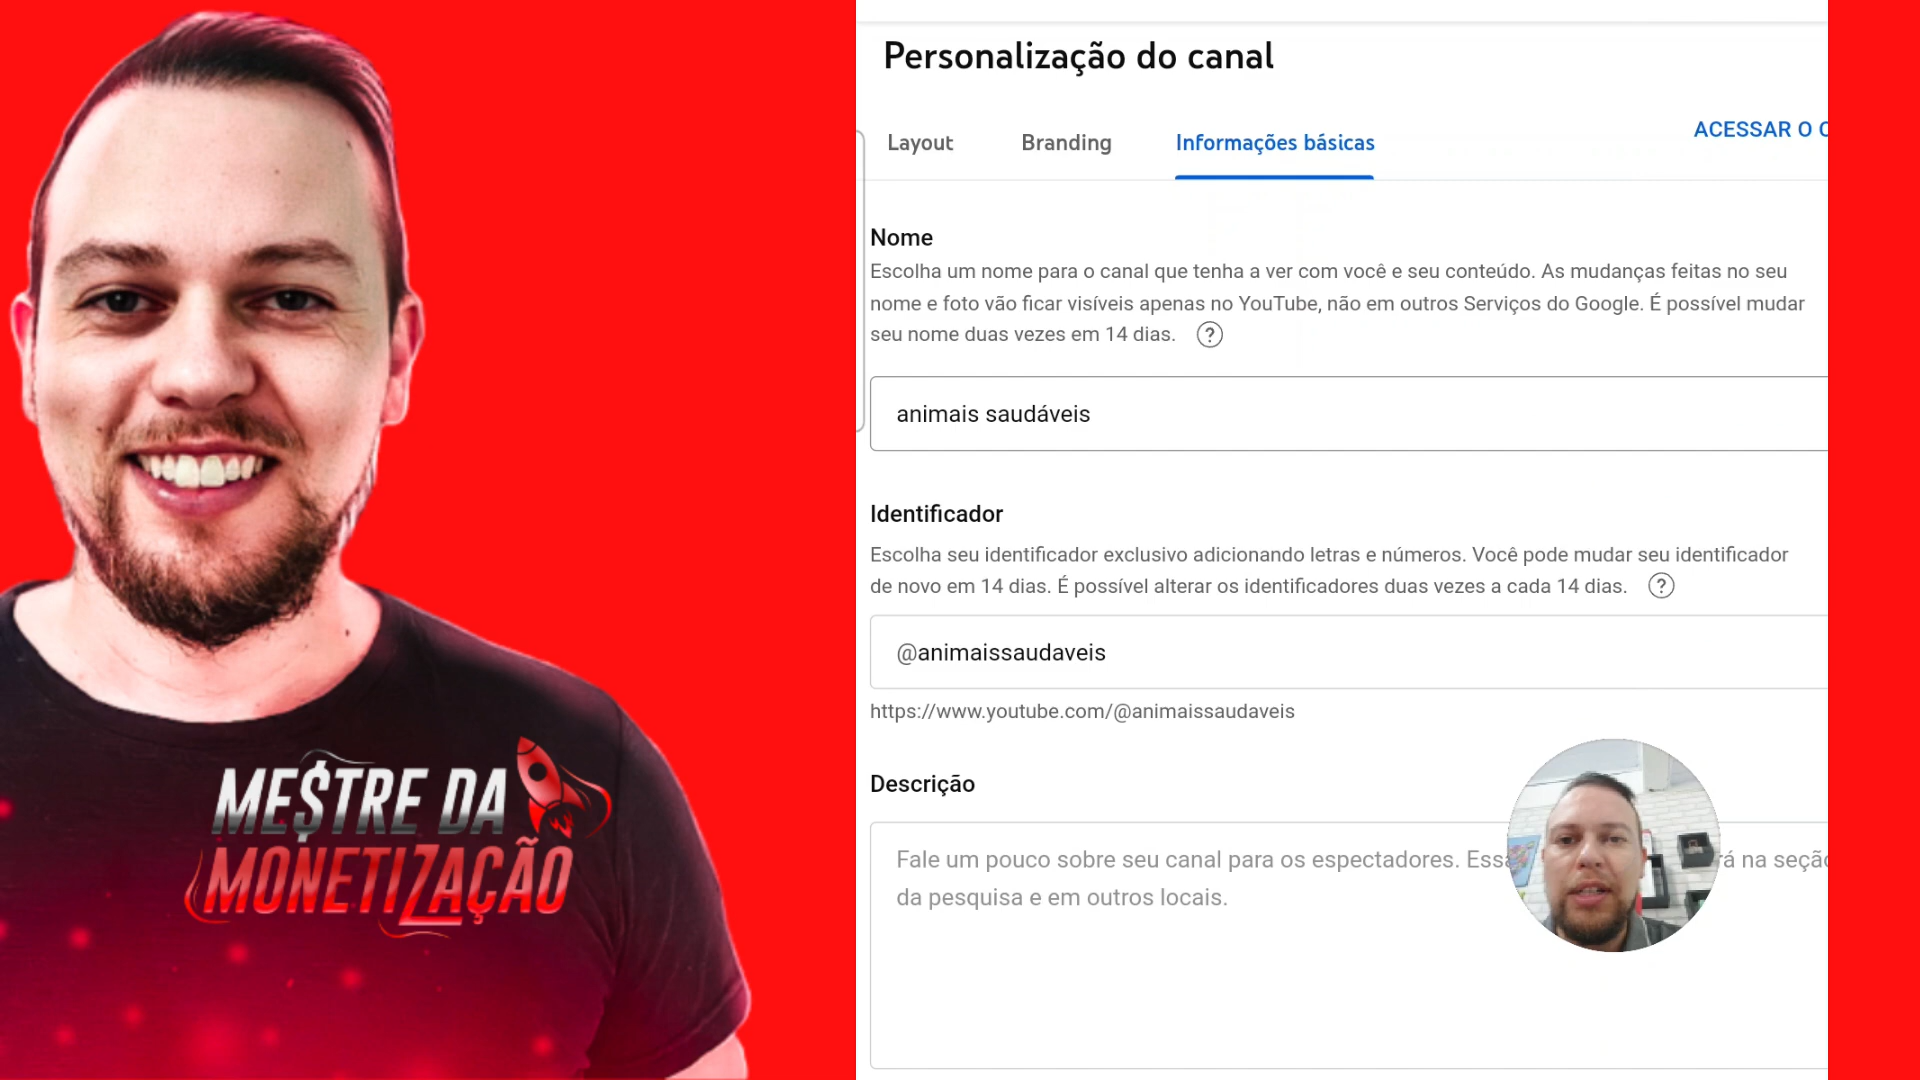 ME$TRE DA
MONETIZAÇÃO
Personalização do canal
Layout Branding Informações básicas ACESSAR O
Nome
Escolha um nome para o canal que tenha a ver com você e seu conteúdo. As mudanças feitas no seu
nome e foto vão ficar visíveis apenas no YouTube, não em outros Serviços do Google. É possível mudar
seu nome duas vezes em 14 dias. ?
animais saudáveis
Identificador
Escolha seu identificador exclusivo adicionando letras e números. Você pode mudar seu identificador
de novo em 14 dias. É possível alterar os identificadores duas vezes a cada 14 dias. ?
@animaissaudaveis
https://www.youtube.com/@animaissaudaveis
Descrição
Fale um pouco sobre seu canal para os espectadores. Ess rá na seçã
da pesquisa e em outros locais.